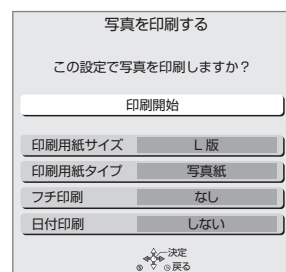 写真を印刷する
この設定で写真を印刷しますか？
印刷開始
印刷用紙サイズ L版
印刷用紙タイプ 写真紙
フチ印刷 なし
日付印刷 しない
決定
戻る